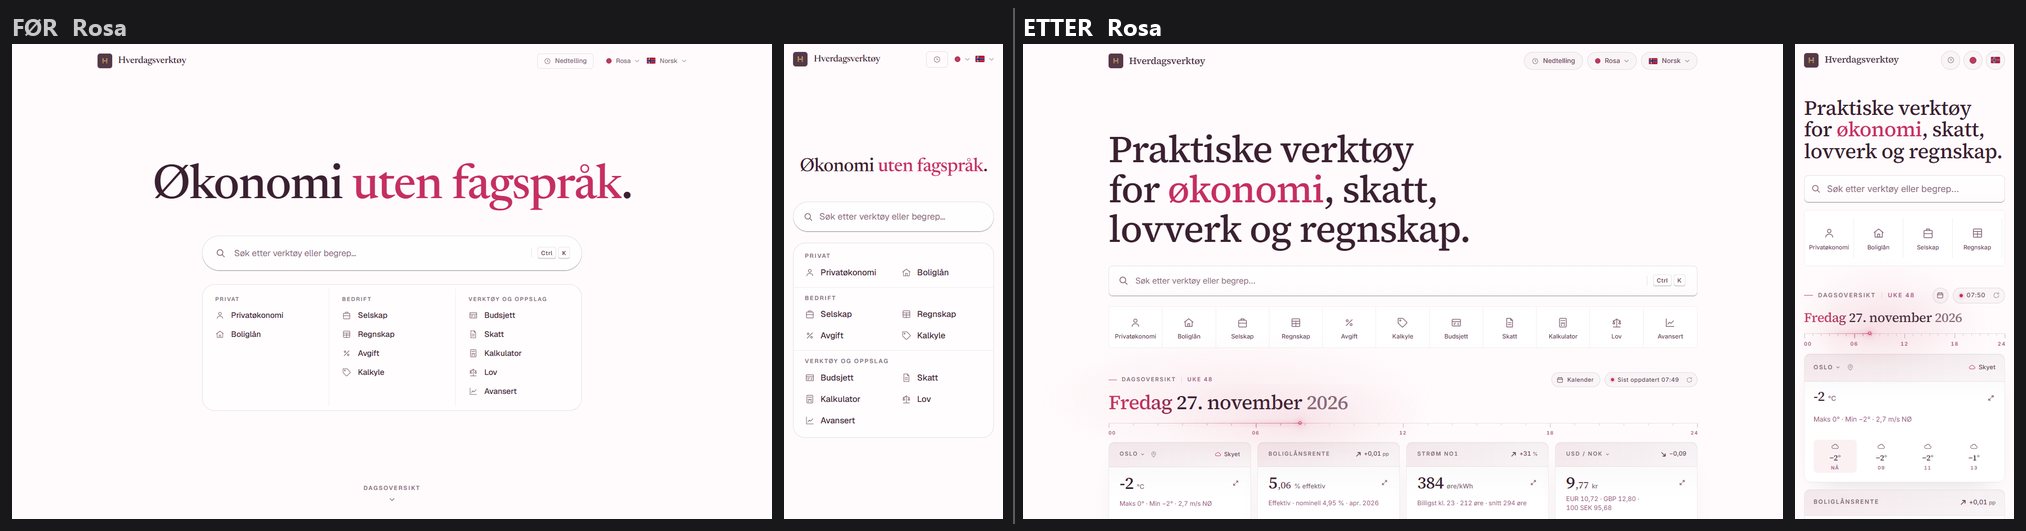 FØR Rosa
Hverdagsverktøy
Nedtelling
Rosa
Norsk
Økonomi uten fagspråk.
Søk etter verktøy eller begrep...
Ctrl K
PRIVAT
Privatøkonomi
Boliglån
BEDRIFT
Selskap
Regnskap
Avgift
Kalkyle
VERKTØY OG OPPSLAG
Budsjett
Skatt
Kalkulator
Lov
Avansert
DAGSOVERSIKT
Hverdagsverktøy
Økonomi uten fagspråk.
Søk etter verktøy eller begrep...
PRIVAT
Privatøkonomi Boliglån
BEDRIFT
Selskap Regnskap
Avgift Kalkyle
VERKTØY OG OPPSLAG
Budsjett Skatt
Kalkulator Lov
Avansert
ETTER Rosa
Hverdagsverktøy
Nedtelling
Rosa
Norsk
Praktiske verktøy
for økonomi, skatt,
lovverk og regnskap.
Søk etter verktøy eller begrep...
Ctrl K
Privatøkonomi Boliglån Selskap Regnskap Avgift Kalkyle Budsjett Skatt Kalkulator Lov Avansert
DAGSOVERSIKT UKE 48
Kalender
Sist oppdatert 07:49
Fredag 27. november 2026
00 06 12 18 24
OSLO Skyet
-2 °C
Maks 0° · Min −2° · 2,7 m/s NØ
BOLIGLÅNSRENTE +0,01 pp
5,06 % effektiv
Effektiv · nominell 4,95 % · apr. 2026
STRØM NO1 +31 %
384 øre/kWh
Billigst kl. 23 · 212 øre · snitt 294 øre
USD / NOK −0,09
9,77 kr
EUR 10,72 · GBP 12,80 ·
100 SEK 95,68
Hverdagsverktøy
Praktiske verktøy
for økonomi, skatt,
lovverk og regnskap.
Søk etter verktøy eller begrep...
Privatøkonomi Boliglån Selskap Regnskap
DAGSOVERSIKT UKE 48
07:50
Fredag 27. november 2026
00 06 12 18 24
OSLO Skyet
-2 °C
Maks 0° · Min −2° · 2,7 m/s NØ
−2° −2° −2° −1°
NÅ 08 11 13
BOLIGLÅNSRENTE +0,01 pp